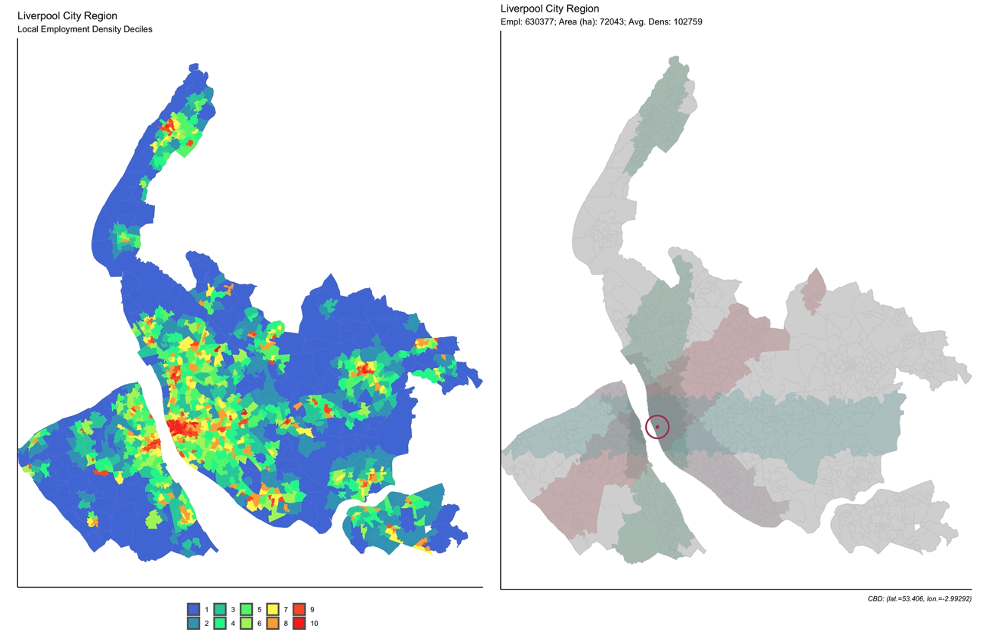 Liverpool City Region
Local Employment Density Deciles
Liverpool City Region
Empl: 630377; Area (ha): 72043; Avg. Dens: 102759
1 3 5 7 9
2 4 6 8 10
CBD: (lat.=53.406, lon.=-2.99292)